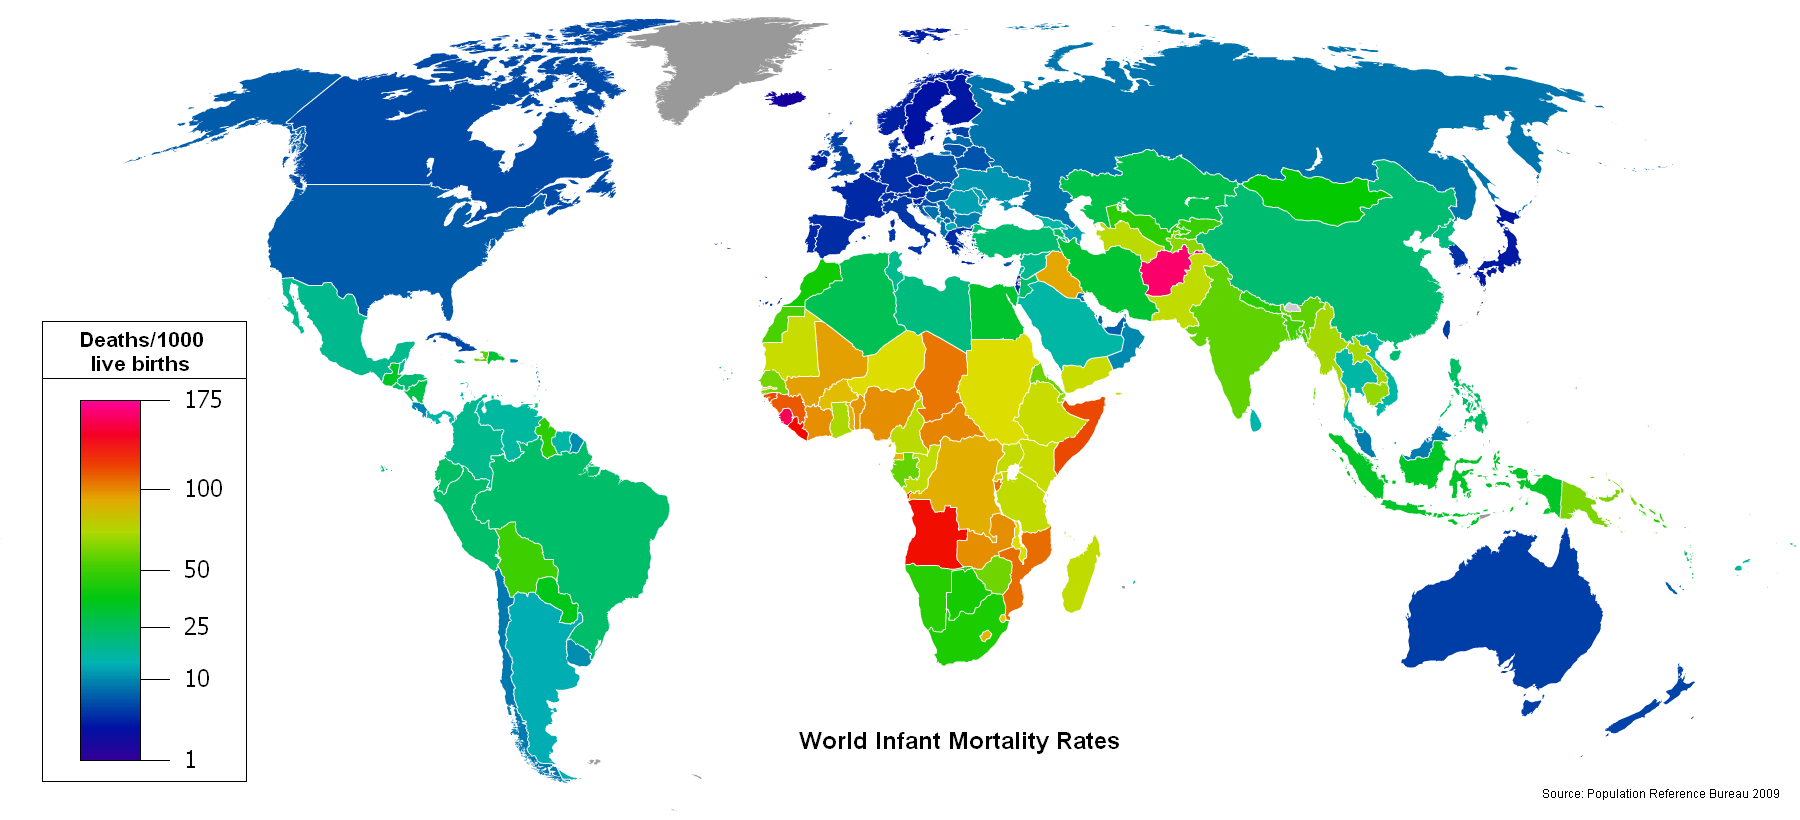 Deaths/1000
live births
175
100
50
25
10
1
World Infant Mortality Rates
Source: Population Reference Bureau 2009